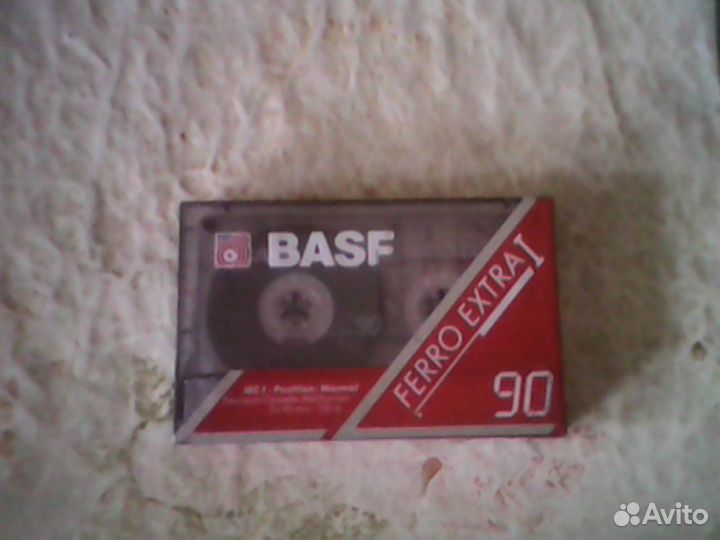 BASF
FERRO EXTRA I
90
IEC I / Position: Normal
Avito